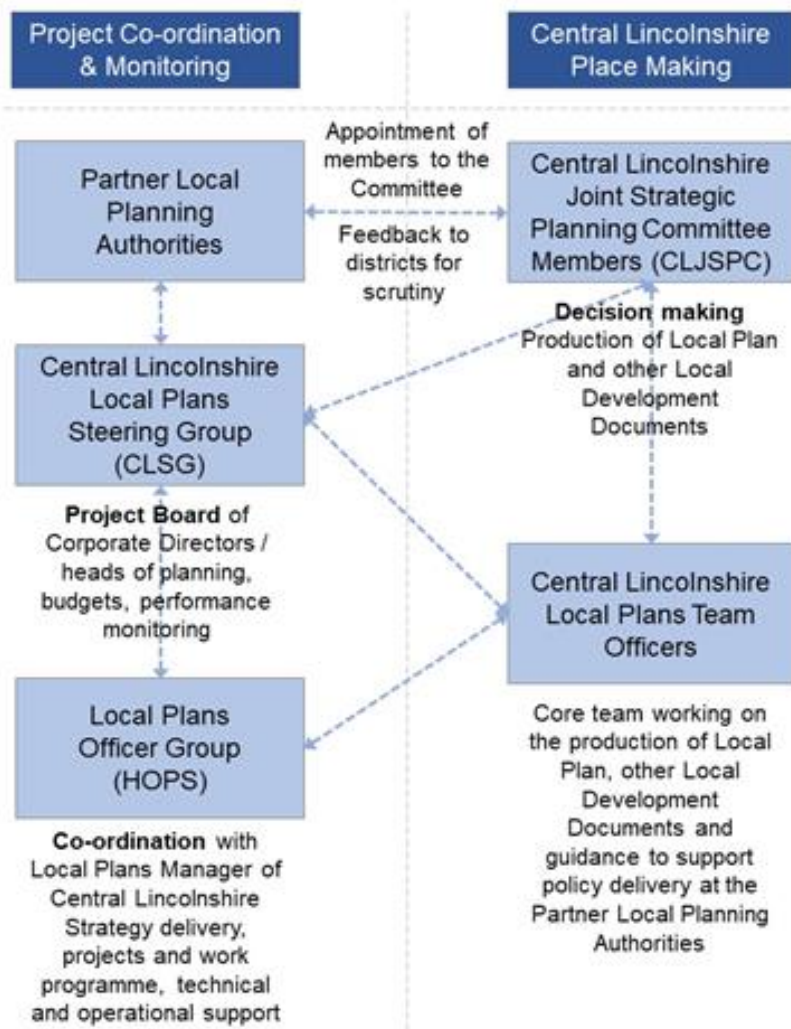 Project Co-ordination
& Monitoring
Central Lincolnshire
Place Making
Partner Local
Planning
Authorities
Appointment of
members to the
Committee
Feedback to
districts for
scrutiny
Central Lincolnshire
Joint Strategic
Planning Committee
Members (CLJSPC)
Decision making
Production of Local Plan
and other Local
Development
Documents
Central Lincolnshire
Local Plans
Steering Group
(CLSG)
Project Board of
Corporate Directors /
heads of planning,
budgets, performance
monitoring
Central Lincolnshire
Local Plans Team
Officers
Core team working on
the production of Local
Plan, other Local
Development
Documents and
guidance to support
policy delivery at the
Partner Local Planning
Authorities
Local Plans
Officer Group
(HOPS)
Co-ordination with
Local Plans Manager of
Central Lincolnshire
Strategy delivery,
projects and work
programme, technical
and operational support